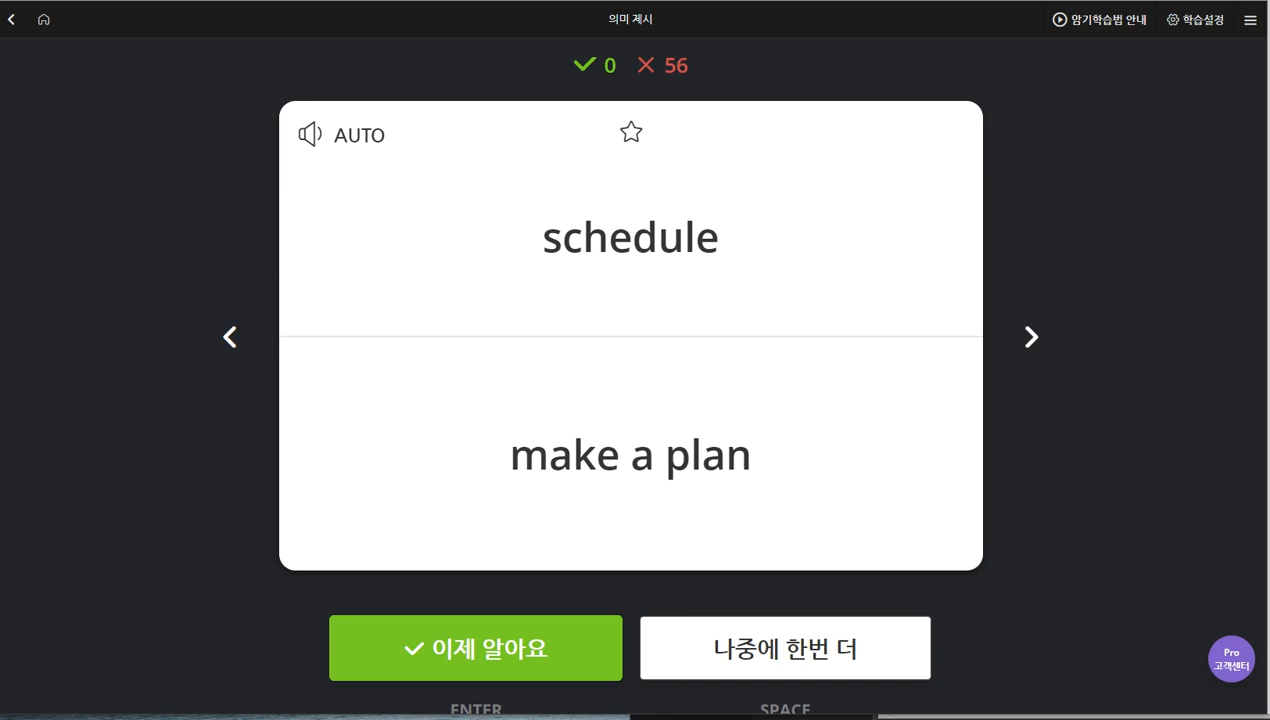 의미 제시
암기학습법 안내
학습설정
0
56
AUTO
schedule
make a plan
이제 알아요
나중에 한번 더
Pro
고객센터
ENTER
SPACE